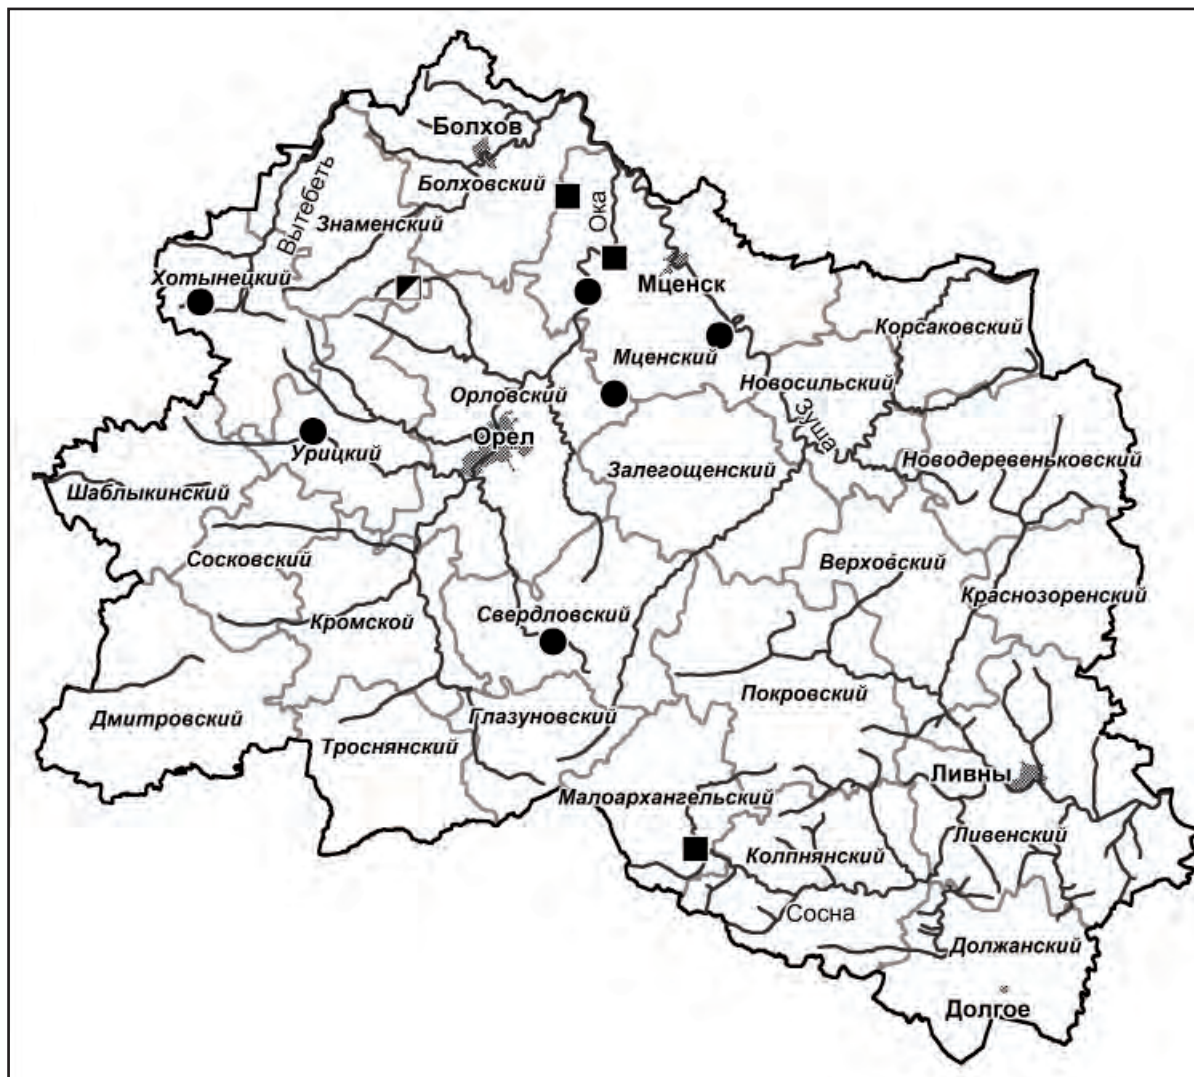 Болхов
Болховский
Вытебеть
Знаменский
Ока
Хотынецкий
Мценск
Корсаковский
Мценский
Новосильский
Орловский
Зуша
Орел
Урицкий
Залегощенский
Новодеревеньковский
Шаблыкинский
Сосковский
Верховский
Краснозоренский
Кромской
Свердловский
Покровский
Дмитровский
Глазуновский
Троснянский
Ливны
Малоархангельский
Ливенский
Колпнянский
Сосна
Должанский
Долгое